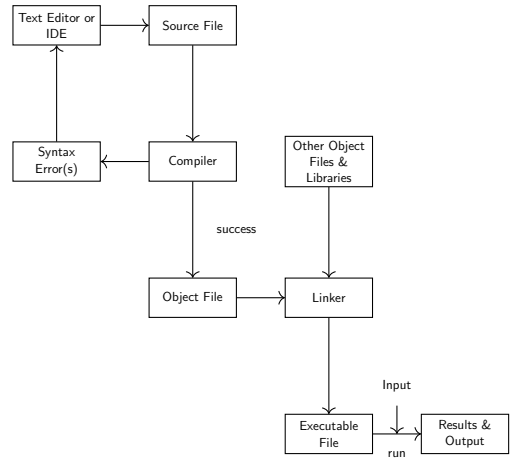 Text Editor or
IDE
Source File
Syntax
Error(s)
Compiler
Other Object
Files &
Libraries
success
Object File
Linker
Input
Executable
File
Results &
Output
run